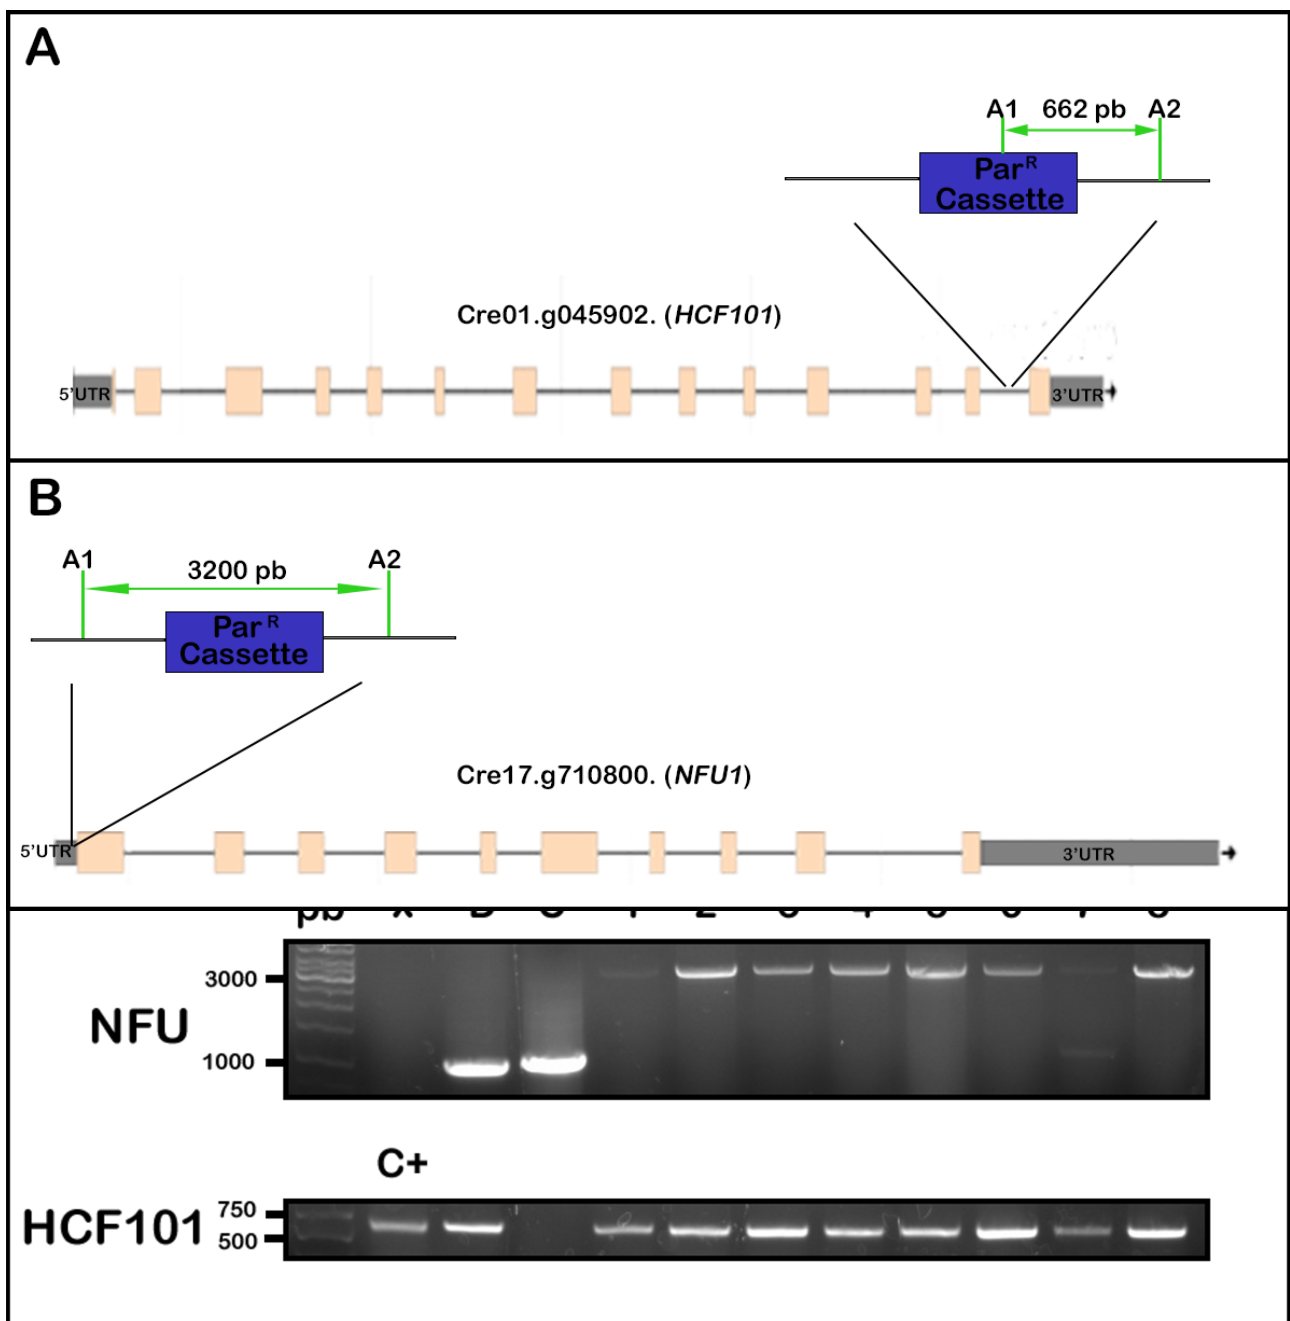 A
A1 662 pb A2
Par R
Cassette
Cre01.g045902. (HCF101)
5'UTR 3'UTR
B
A1 3200 pb A2
Par R
Cassette
Cre17.g710800. (NFU1)
5'UTR 3'UTR
pb
3000
NFU
1000
C+
750
HCF101
500